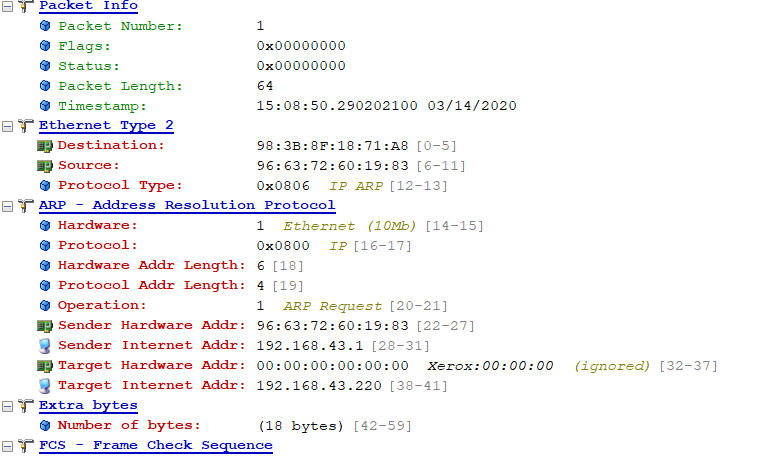 Packet Info
Packet Number: 1
Flags: 0x00000000
Status: 0x00000000
Packet Length: 64
Timestamp: 15:08:50.290202100 03/14/2020
Ethernet Type 2
Destination: 98:3B:8F:18:71:A8 [0-5]
Source: 96:63:72:60:19:83 [6-11]
Protocol Type: 0x0806 IP ARP [12-13]
ARP - Address Resolution Protocol
Hardware: 1 Ethernet (10Mb) [14-15]
Protocol: 0x0800 IP [16-17]
Hardware Addr Length: 6 [18]
Protocol Addr Length: 4 [19]
Operation: 1 ARP Request [20-21]
Sender Hardware Addr: 96:63:72:60:19:83 [22-27]
Sender Internet Addr: 192.168.43.1 [28-31]
Target Hardware Addr: 00:00:00:00:00:00 Xerox:00:00:00 (ignored) [32-37]
Target Internet Addr: 192.168.43.220 [38-41]
Extra bytes
Number of bytes: (18 bytes) [42-59]
FCS - Frame Check Sequence